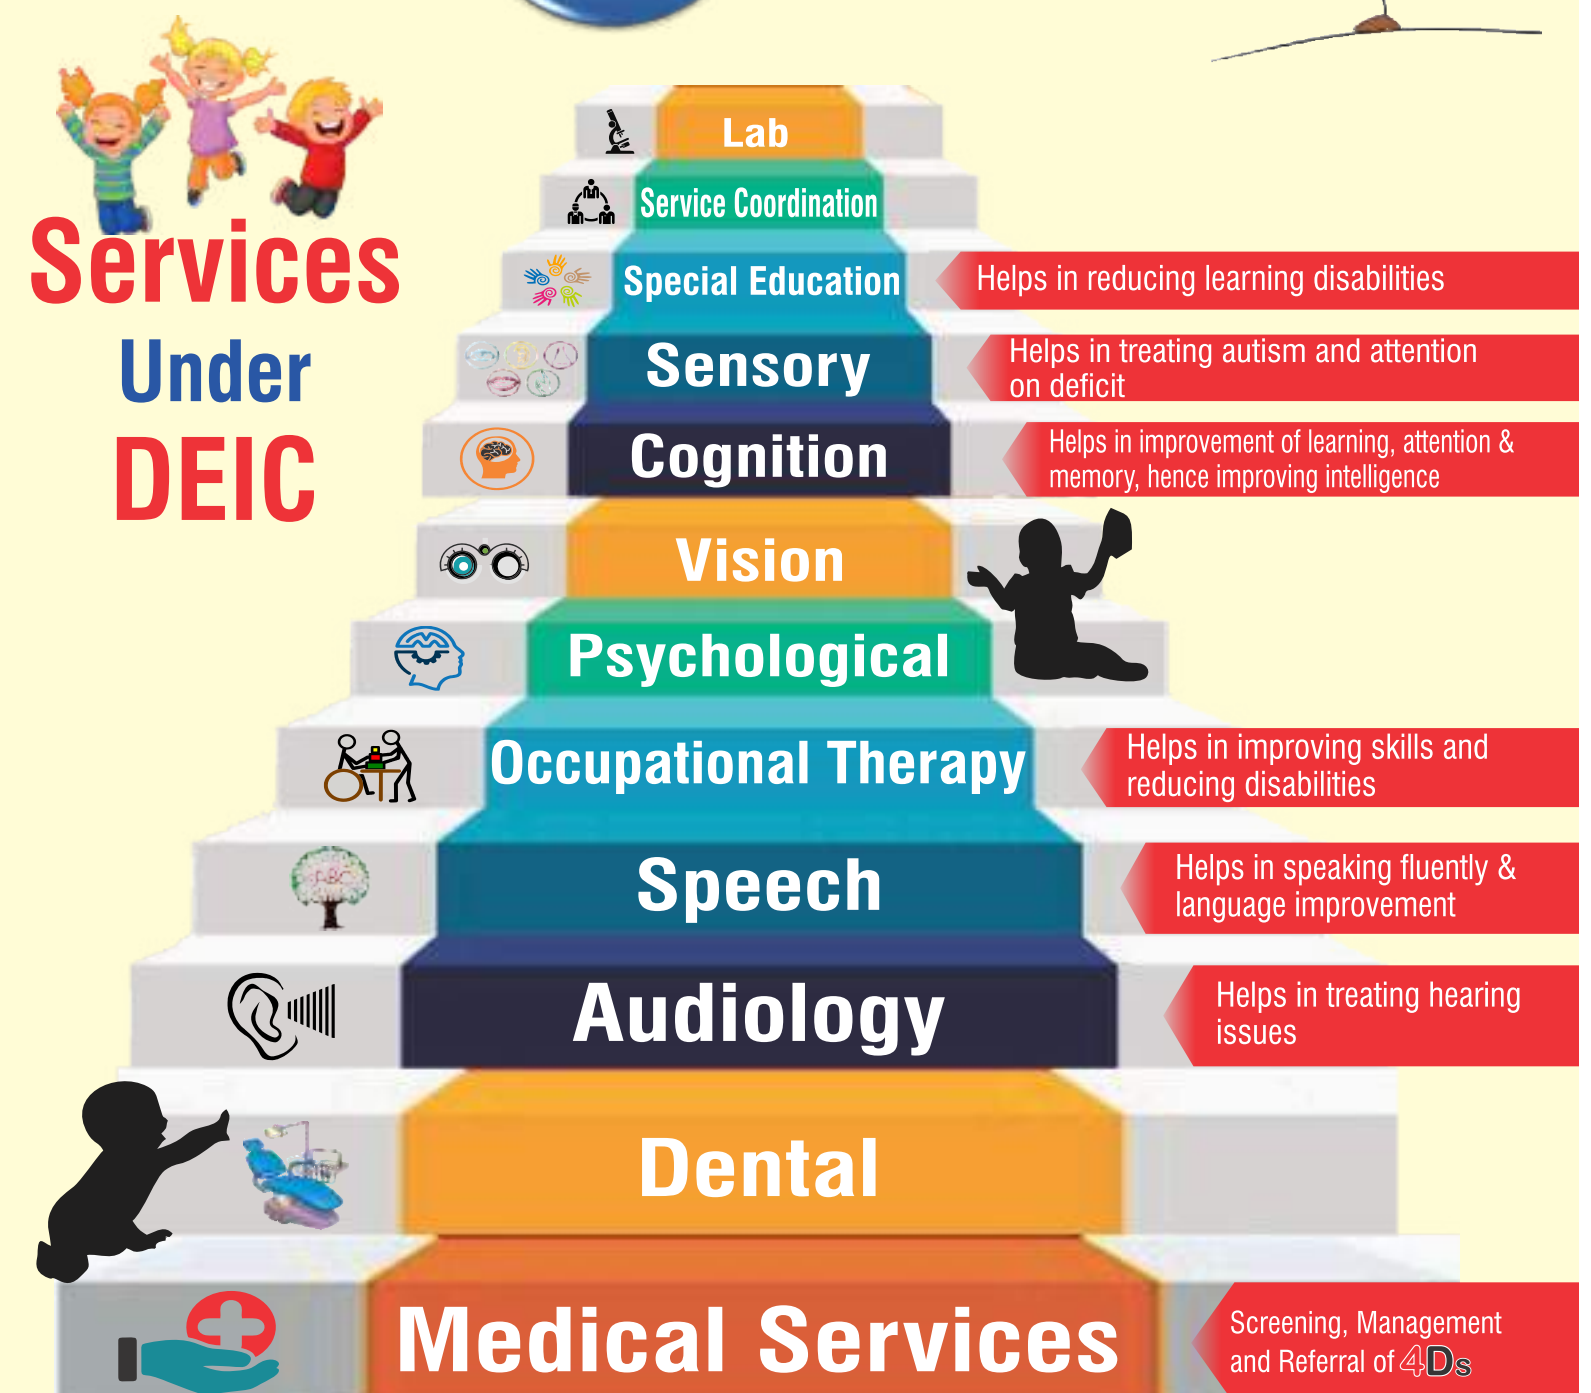 Services
Under
DEIC
Lab
Service Coordination
Special Education
Helps in reducing learning disabilities
Sensory
Helps in treating autism and attention
on deficit
Cognition
Helps in improvement of learning, attention &
memory, hence improving intelligence
Vision
Psychological
Occupational Therapy
Helps in improving skills and
reducing disabilities
ABC
Speech
Helps in speaking fluently &
language improvement
Audiology
Helps in treating hearing
issues
Dental
Medical Services
Screening, Management
and Referral of 4Ds